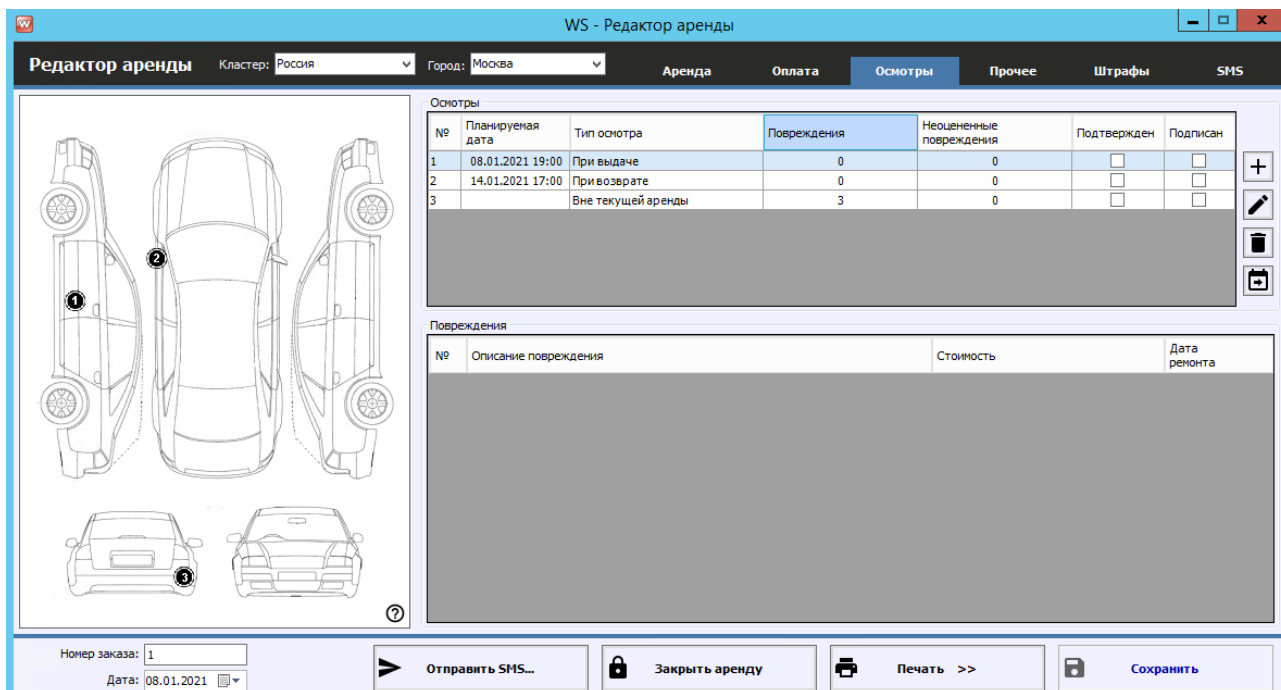 WS - Редактор аренды
Редактор аренды Кластер: Россия Город: Москва Аренда Оплата Осмотры Прочее Штрафы SMS
Осмотры
№ Планируемая дата Тип осмотра Повреждения Неоцененные повреждения Подтвержден Подписан
1 08.01.2021 19:00 При выдаче 0 0
2 14.01.2021 17:00 При возврате 0 0
3 Вне текущей аренды 3 0
2
1
3
?
Повреждения
№ Описание повреждения Стоимость Дата ремонта
Номер заказа: 1
Дата: 08.01.2021
Отправить SMS... Закрыть аренду Печать >> Сохранить